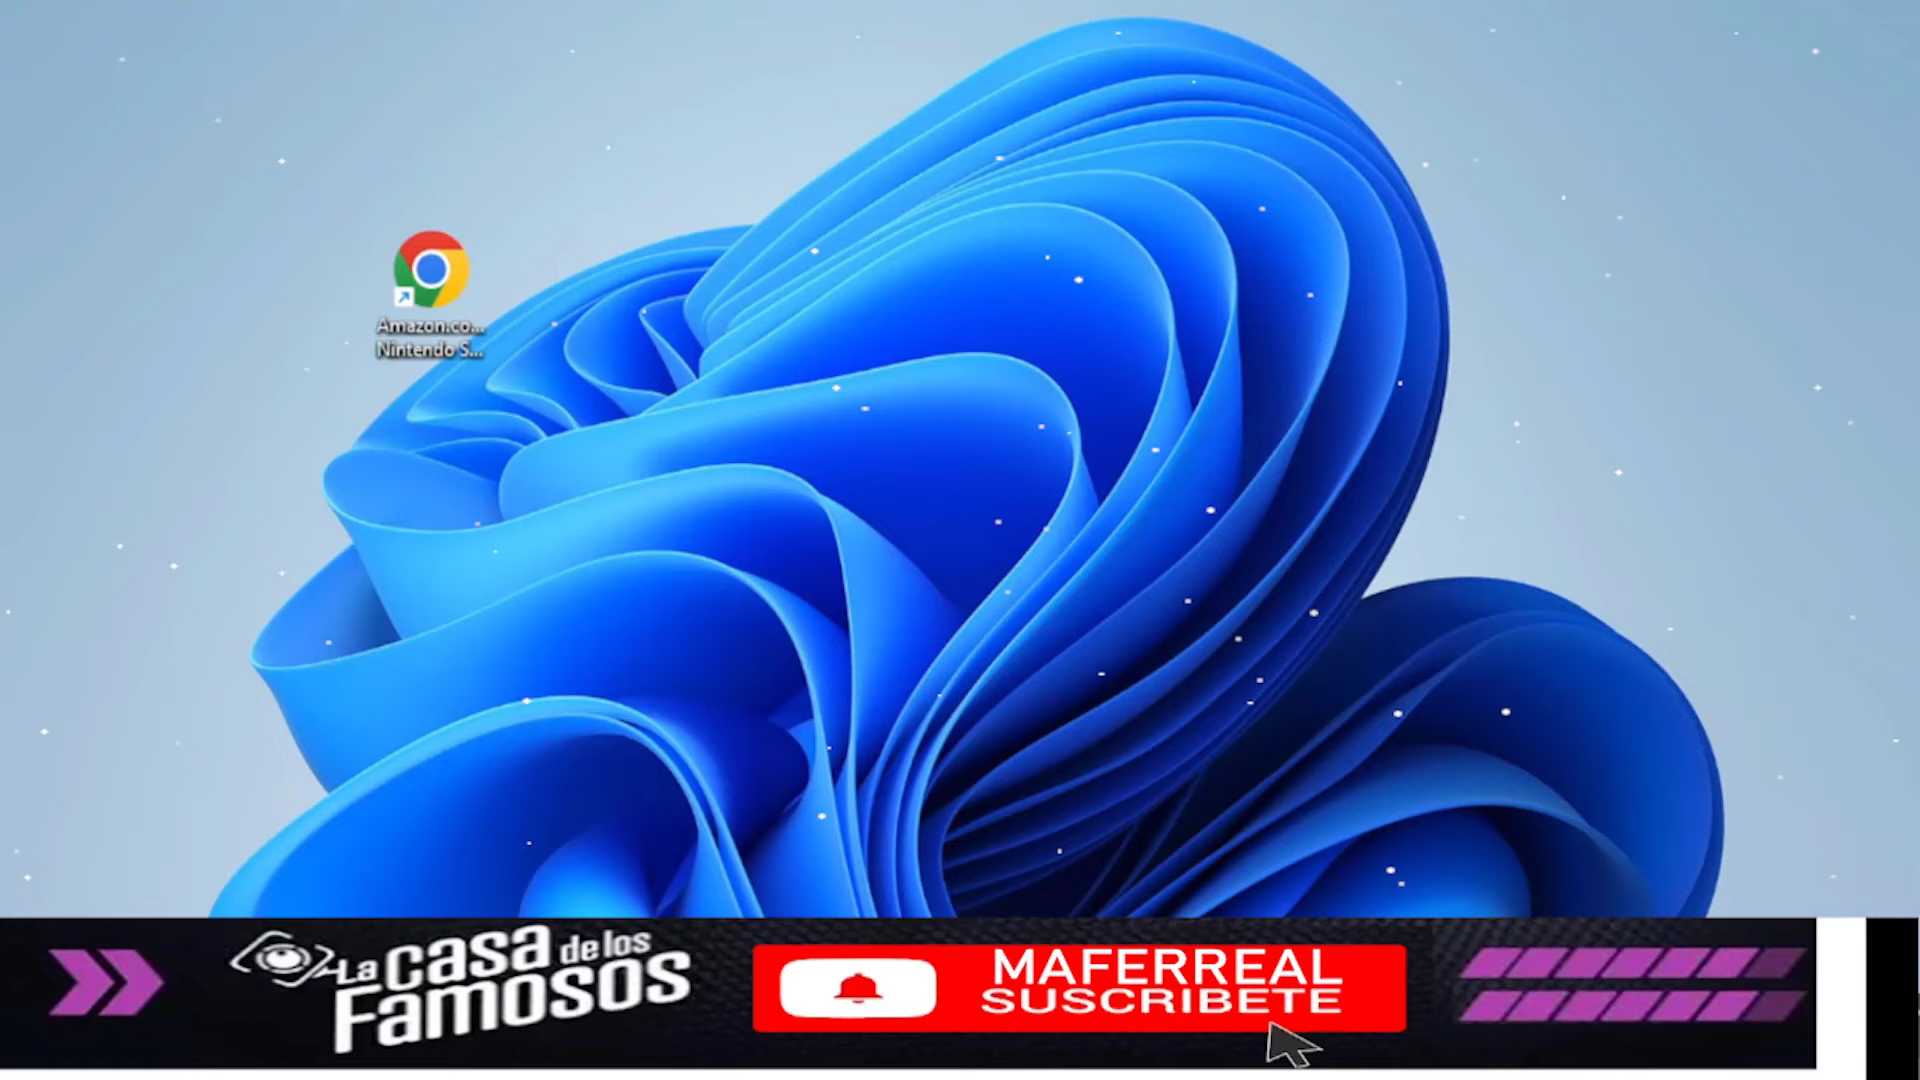 Amazon.co...
Nintendo S...
La casa de los
Famosos
MAFERREAL
SUSCRIBETE